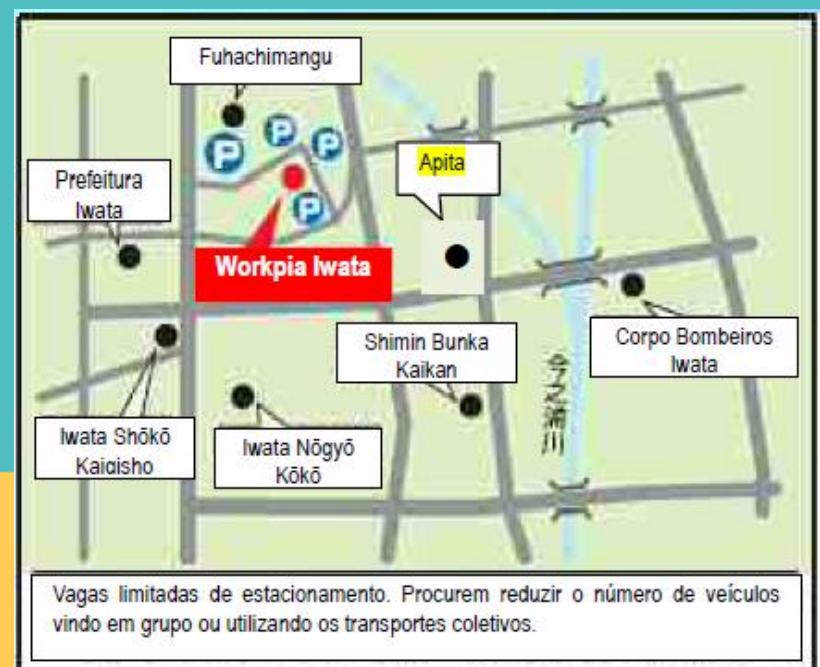 Fuhachimangu
P
P
P
Apita
Prefeitura
Iwata
P
Workpia Iwata
Shimin Bunka
Kaikan
Corpo Bombeiros
Iwata
Iwata Shōkō
Kaigisho
Iwata Nōgyō
Kōkō
Vagas limitadas de estacionamento. Procurem reduzir o número de veículos
vindo em grupo ou utilizando os transportes coletivos.